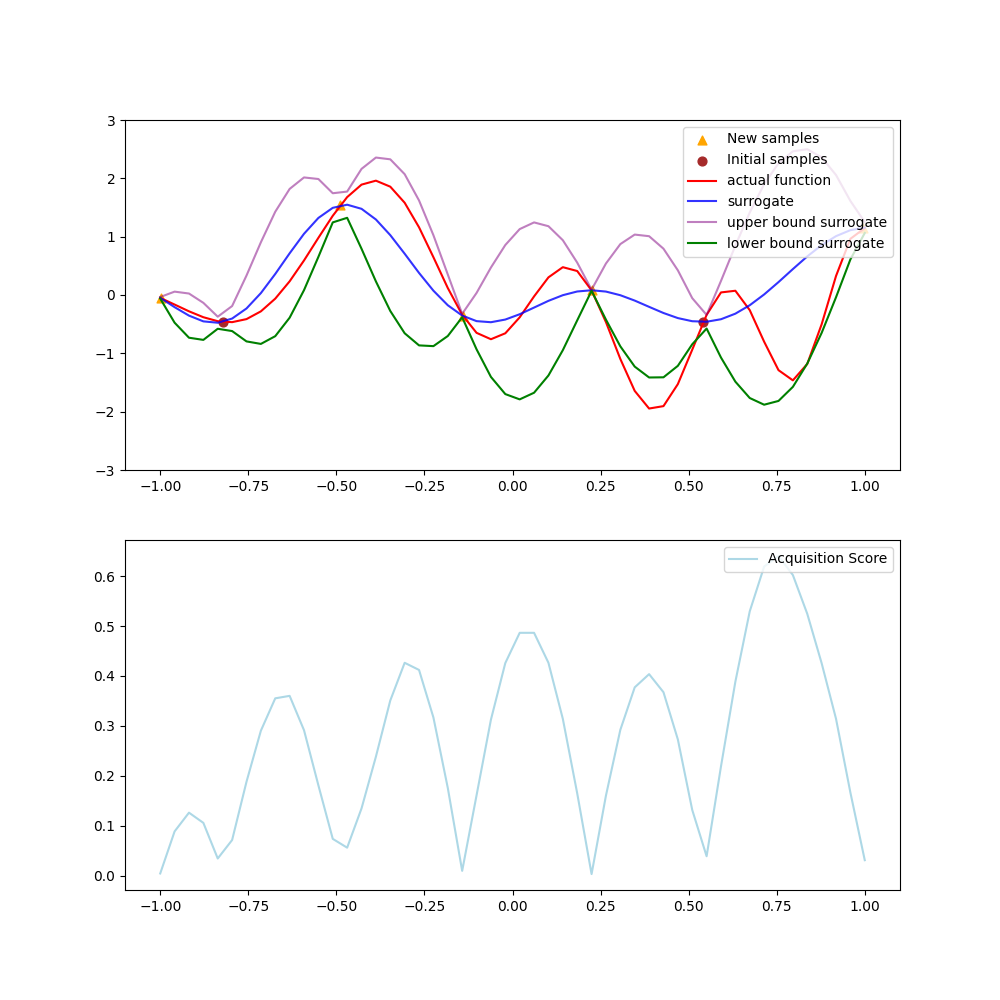 3
2
1
0
−1
−2
−3
New samples
Initial samples
actual function
surrogate
upper bound surrogate
lower bound surrogate
−1.00 −0.75 −0.50 −0.25 0.00 0.25 0.50 0.75 1.00
Acquisition Score
0.6
0.5
0.4
0.3
0.2
0.1
0.0
−1.00 −0.75 −0.50 −0.25 0.00 0.25 0.50 0.75 1.00